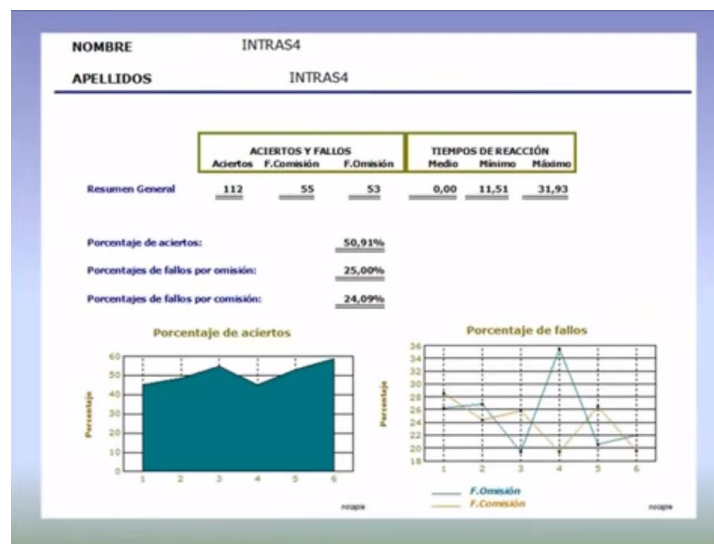 NOMBRE INTRAS4
APELLIDOS INTRAS4
ACIERTOS Y FALLOS TIEMPOS DE REACCIÓN
Aciertos F.Comisión F.Omisión Medio Mínimo Máximo
Resumen General 112 55 53 0,00 11,51 31,93
Porcentaje de aciertos: 50,91%
Porcentajes de fallos por omisión: 25,00%
Porcentajes de fallos por comisión: 24,09%
Porcentaje de aciertos
Porcentaje
60
50
40
30
20
10
0
1 2 3 4 5 6
Porcentaje de fallos
Porcentaje
36
34
32
30
28
26
24
22
20
18
1 2 3 4 5 6
F.Omisión
F.Comisión